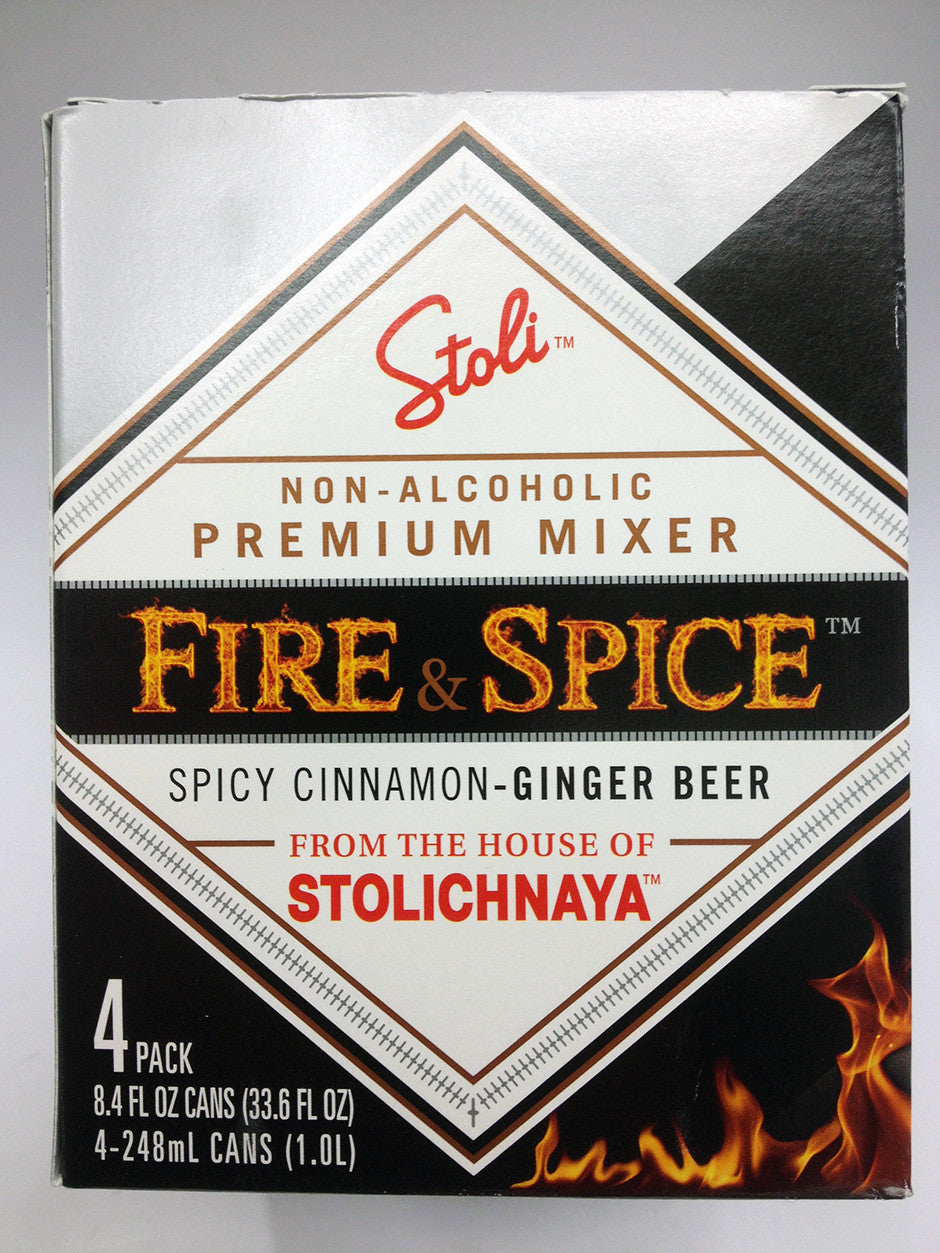 Stoli™
NON-ALCOHOLIC
PREMIUM MIXER
FIRE & SPICE™
SPICY CINNAMON-GINGER BEER
FROM THE HOUSE OF
STOLICHNAYA™
4 PACK
8.4 FL OZ CANS (33.6 FL OZ)
4-248mL CANS (1.0L)